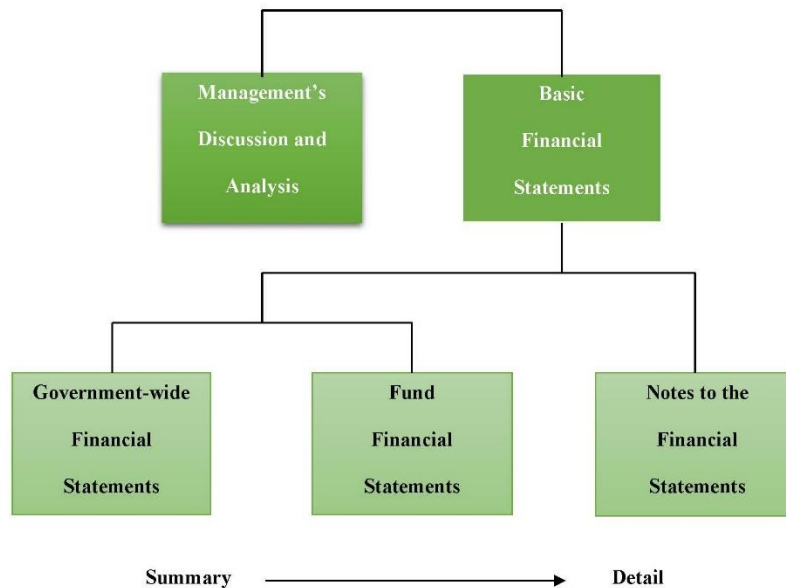 Management’s
Discussion and
Analysis
Basic
Financial
Statements
Government-wide
Financial
Statements
Fund
Financial
Statements
Notes to the
Financial
Statements
Summary
Detail